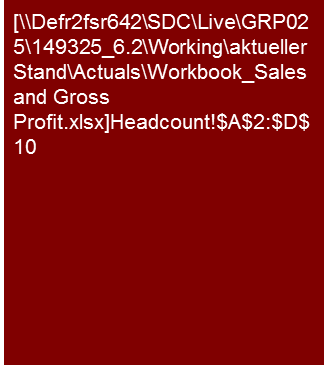 [\\Defr2fsr642\SDC\Live\GRP02
5\149325_6.2\Working\aktueller
Stand\Actuals\Workbook_Sales
and Gross
Profit.xlsx]Headcount!$A$2:$D$
10